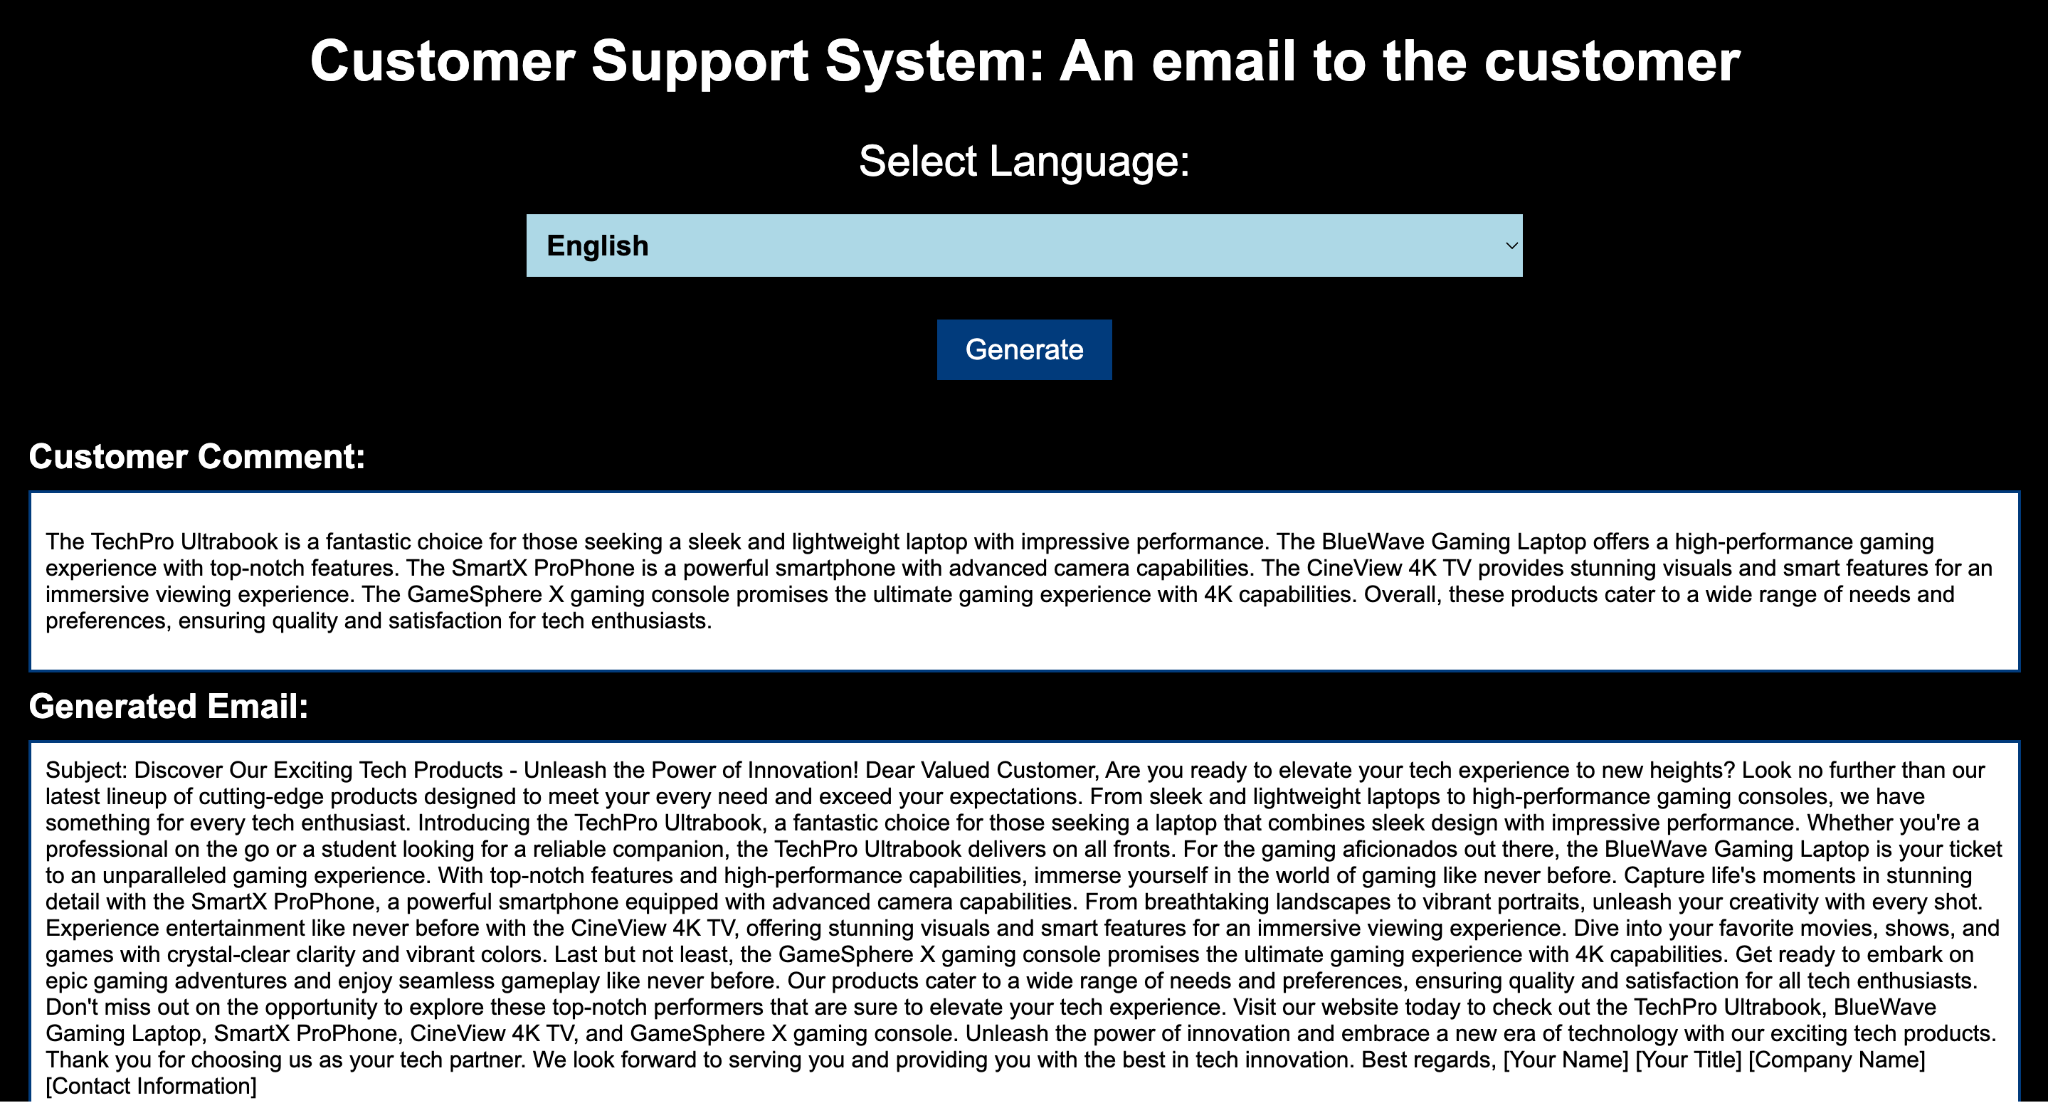 Customer Support System: An email to the customer
Select Language:
English
Generate
Customer Comment:
The TechPro Ultrabook is a fantastic choice for those seeking a sleek and lightweight laptop with impressive performance. The BlueWave Gaming Laptop offers a high-performance gaming
experience with top-notch features. The SmartX ProPhone is a powerful smartphone with advanced camera capabilities. The CineView 4K TV provides stunning visuals and smart features for an
immersive viewing experience. The GameSphere X gaming console promises the ultimate gaming experience with 4K capabilities. Overall, these products cater to a wide range of needs and
preferences, ensuring quality and satisfaction for tech enthusiasts.
Generated Email:
Subject: Discover Our Exciting Tech Products - Unleash the Power of Innovation! Dear Valued Customer, Are you ready to elevate your tech experience to new heights? Look no further than our
latest lineup of cutting-edge products designed to meet your every need and exceed your expectations. From sleek and lightweight laptops to high-performance gaming consoles, we have
something for every tech enthusiast. Introducing the TechPro Ultrabook, a fantastic choice for those seeking a laptop that combines sleek design with impressive performance. Whether you're a
professional on the go or a student looking for a reliable companion, the TechPro Ultrabook delivers on all fronts. For the gaming aficionados out there, the BlueWave Gaming Laptop is your ticket
to an unparalleled gaming experience. With top-notch features and high-performance capabilities, immerse yourself in the world of gaming like never before. Capture life's moments in stunning
detail with the SmartX ProPhone, a powerful smartphone equipped with advanced camera capabilities. From breathtaking landscapes to vibrant portraits, unleash your creativity with every shot.
Experience entertainment like never before with the CineView 4K TV, offering stunning visuals and smart features for an immersive viewing experience. Dive into your favorite movies, shows, and
games with crystal-clear clarity and vibrant colors. Last but not least, the GameSphere X gaming console promises the ultimate gaming experience with 4K capabilities. Get ready to embark on
epic gaming adventures and enjoy seamless gameplay like never before. Our products cater to a wide range of needs and preferences, ensuring quality and satisfaction for all tech enthusiasts.
Don't miss out on the opportunity to explore these top-notch performers that are sure to elevate your tech experience. Visit our website today to check out the TechPro Ultrabook, BlueWave
Gaming Laptop, SmartX ProPhone, CineView 4K TV, and GameSphere X gaming console. Unleash the power of innovation and embrace a new era of technology with our exciting tech products.
Thank you for choosing us as your tech partner. We look forward to serving you and providing you with the best in tech innovation. Best regards, [Your Name] [Your Title] [Company Name]
[Contact Information]